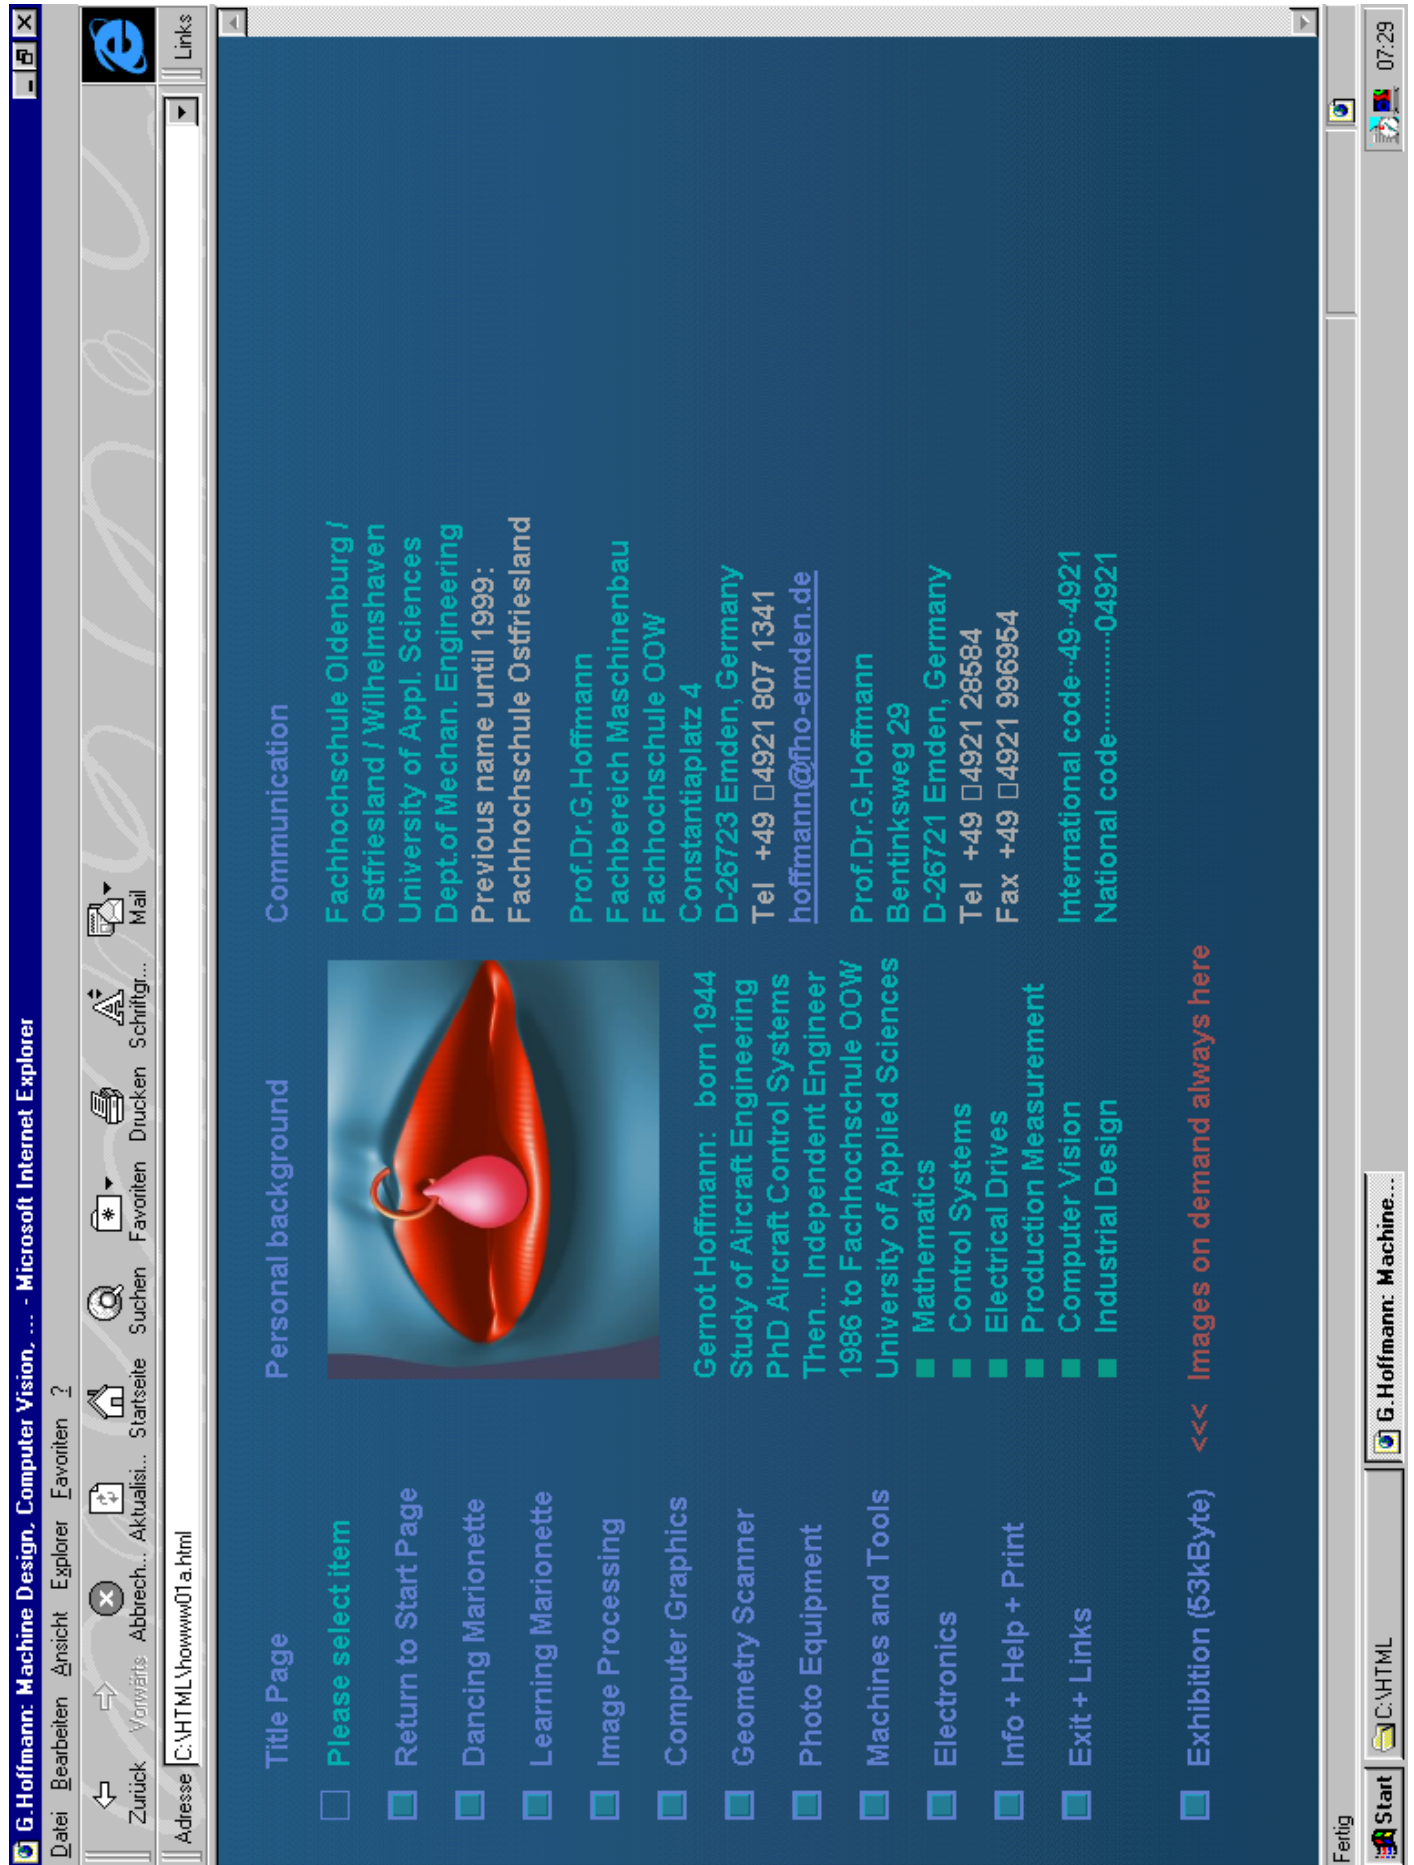 G.Hoffmann: Machine Design, Computer Vision, ... - Microsoft Internet Explorer
Datei Bearbeiten Ansicht Explorer Favoriten ?
Zurück Vorwärts Abbrech... Aktualisi... Startseite Suchen Favoriten Drucken Schriftgr... Mail
Adresse C:\HTML\howww01a.html Links
Title Page
Please select item
Return to Start Page
Dancing Marionette
Learning Marionette
Image Processing
Computer Graphics
Geometry Scanner
Photo Equipment
Machines and Tools
Electronics
Info + Help + Print
Exit + Links
Exhibition (53kByte) <<< Images on demand always here
Personal background
Gernot Hoffmann: born 1944
Study of Aircraft Engineering
PhD Aircraft Control Systems
Then... Independent Engineer
1986 to Fachhochschule OOW
University of Applied Sciences
Mathematics
Control Systems
Electrical Drives
Production Measurement
Computer Vision
Industrial Design
Communication
Fachhochschule Oldenburg /
Ostfriesland / Wilhelmshaven
University of Appl. Sciences
Dept.of Mechan. Engineering
Previous name until 1999:
Fachhochschule Ostfriesland
Prof.Dr.G.Hoffmann
Fachbereich Maschinenbau
Fachhochschule OOW
Constantiaplatz 4
D-26723 Emden, Germany
Tel +49 □4921 807 1341
hoffmann@fho-emden.de
Prof.Dr.G.Hoffmann
Bentinksweg 29
D-26721 Emden, Germany
Tel +49 □4921 28584
Fax +49 □4921 996954
International code··49··4921
National code··············04921
Fertig
Start C:\HTML G.Hoffmann: Machine... 07:29